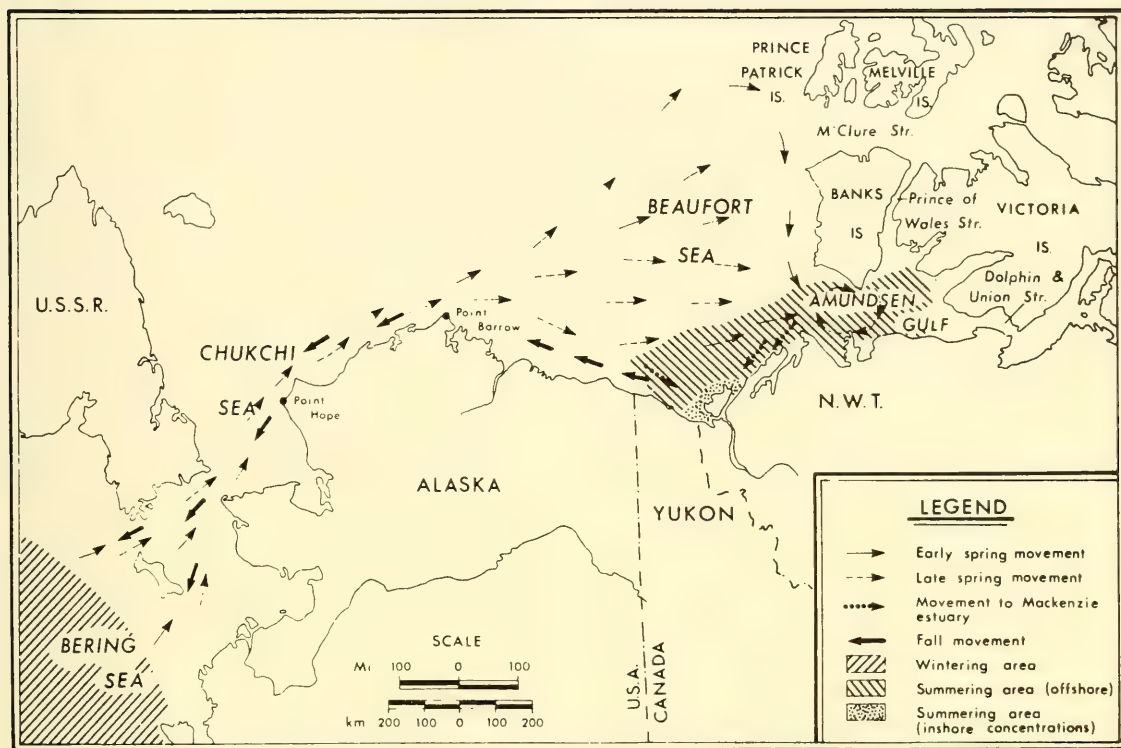 PRINCE
PATRICK
IS.
MELVILLE
IS.
M'Clure Str.
BEAUFORT
SEA
BANKS
IS
Prince of
Wales Str.
VICTORIA
IS.
Dolphin &
Union Str.
AMUNDSEN
GULF
U.S.S.R.
CHUKCHI
SEA
Point
Barrow
Point
Hope
N.W.T.
ALASKA
YUKON
BERING
SEA
U.S.A.
CANADA
SCALE
Mi 100 0 100
km 200 100 0 100 200
LEGEND
Early spring movement
Late spring movement
Movement to Mackenzie
estuary
Fall movement
Wintering area
Summering area (offshore)
Summering area
(inshore concentrations)